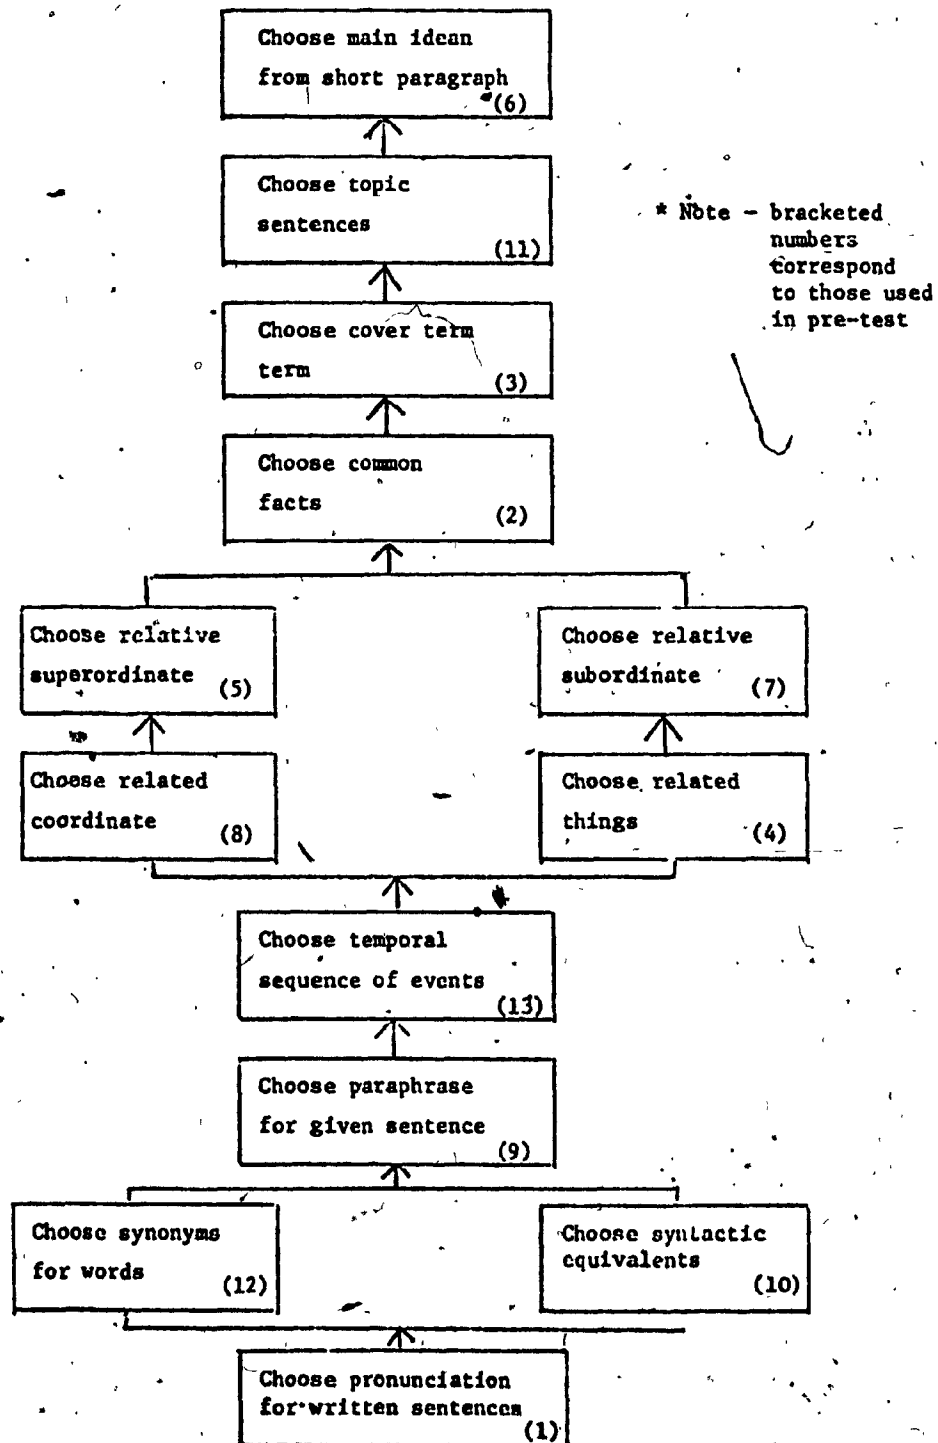 Choose main idean
from short paragraph
(6)
Choose topic
sentences
(11)
* Note - bracketed
numbers
correspond
to those used
in pre-test
Choose cover term
term
(3)
Choose common
facts
(2)
Choose relative
superordinate
(5)
Choose relative
subordinate
(7)
Choose related
coordinate
(8)
Choose related
things
(4)
Choose temporal
sequence of events
(13)
Choose paraphrase
for given sentence
(9)
Choose synonyms
for words
(12)
Choose syntactic
equivalents
(10)
Choose pronunciation
for written sentences
(1)